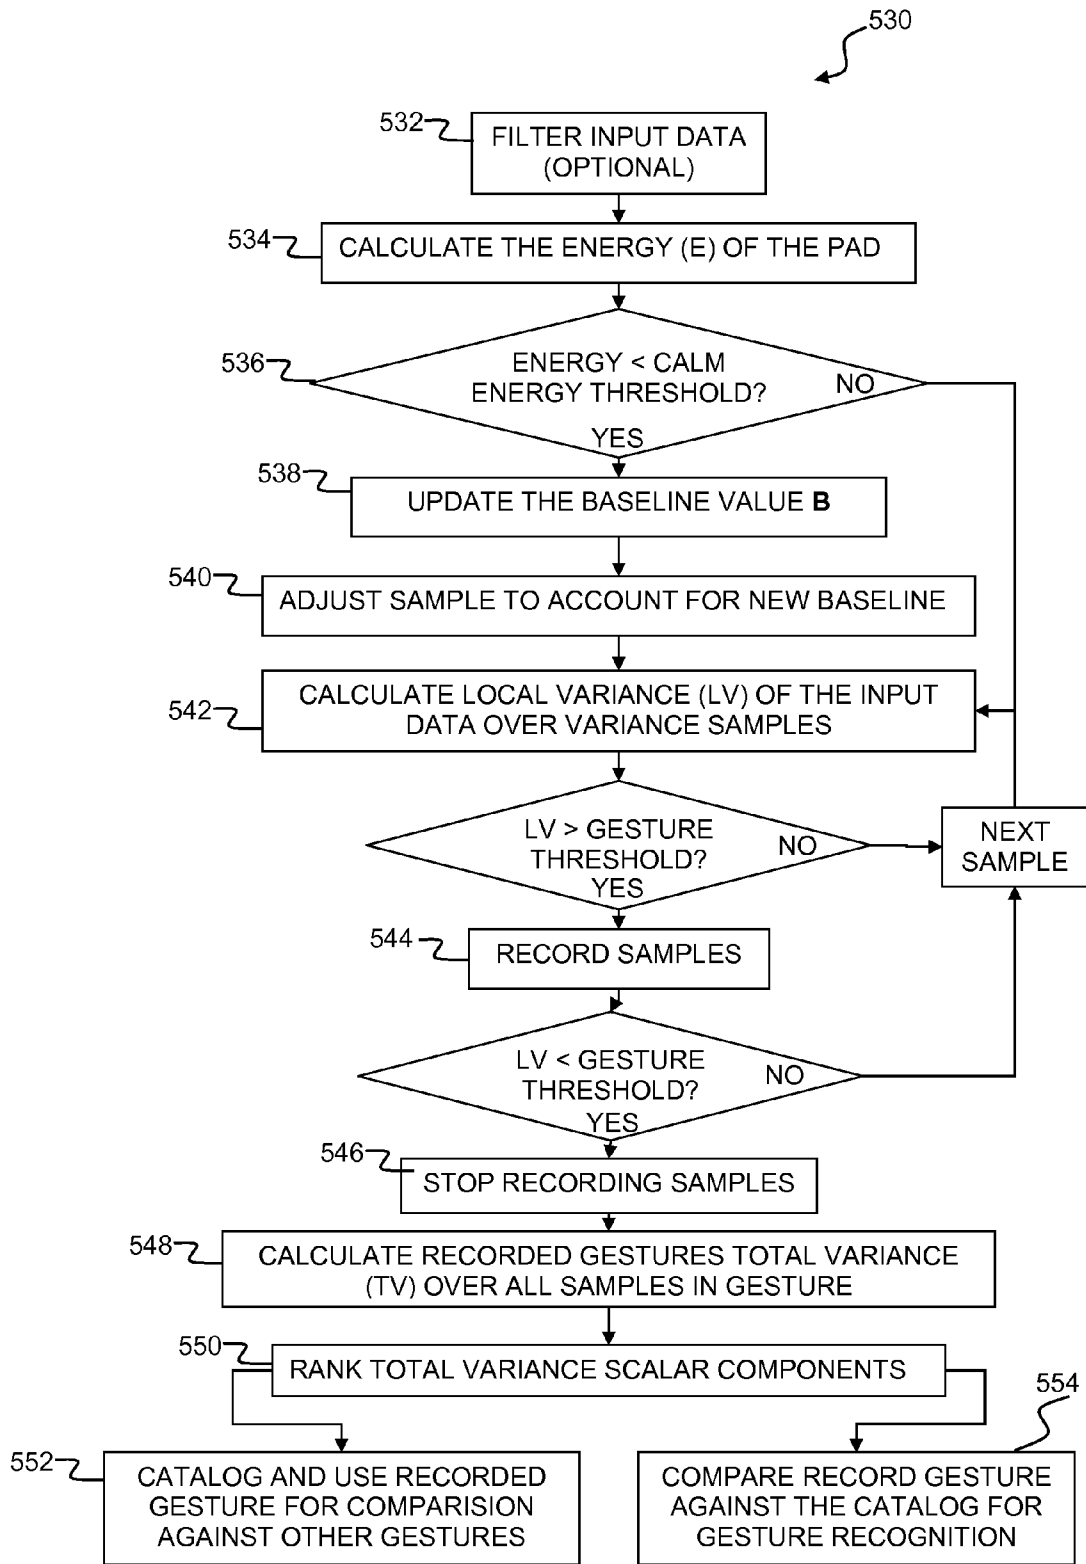 530
532
FILTER INPUT DATA
(OPTIONAL)
534
CALCULATE THE ENERGY (E) OF THE PAD
536
ENERGY < CALM
ENERGY THRESHOLD?
NO
YES
538
UPDATE THE BASELINE VALUE B
540
ADJUST SAMPLE TO ACCOUNT FOR NEW BASELINE
542
CALCULATE LOCAL VARIANCE (LV) OF THE INPUT
DATA OVER VARIANCE SAMPLES
LV > GESTURE
THRESHOLD?
NO
YES
NEXT
SAMPLE
544
RECORD SAMPLES
LV < GESTURE
THRESHOLD?
NO
YES
546
STOP RECORDING SAMPLES
548
CALCULATE RECORDED GESTURES TOTAL VARIANCE
(TV) OVER ALL SAMPLES IN GESTURE
550
RANK TOTAL VARIANCE SCALAR COMPONENTS
552
CATALOG AND USE RECORDED
GESTURE FOR COMPARISION
AGAINST OTHER GESTURES
554
COMPARE RECORD GESTURE
AGAINST THE CATALOG FOR
GESTURE RECOGNITION